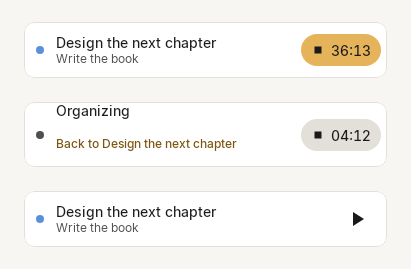 Design the next chapter
Write the book
36:13
Organizing
Back to Design the next chapter
04:12
Design the next chapter
Write the book